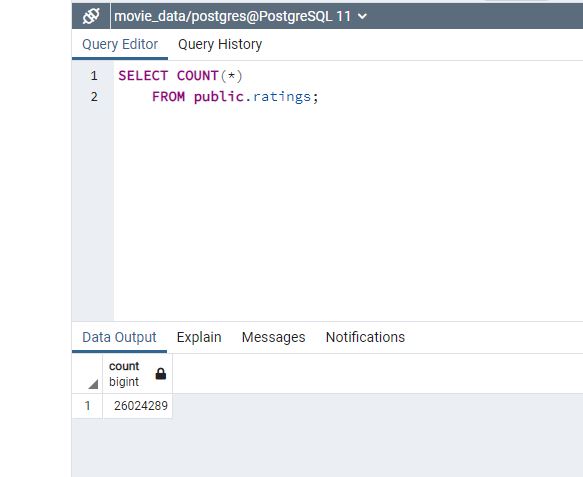 movie_data/postgres@PostgreSQL 11
Query Editor Query History
1 SELECT COUNT(*)
2 FROM public.ratings;
Data Output Explain Messages Notifications
count
bigint
1 26024289